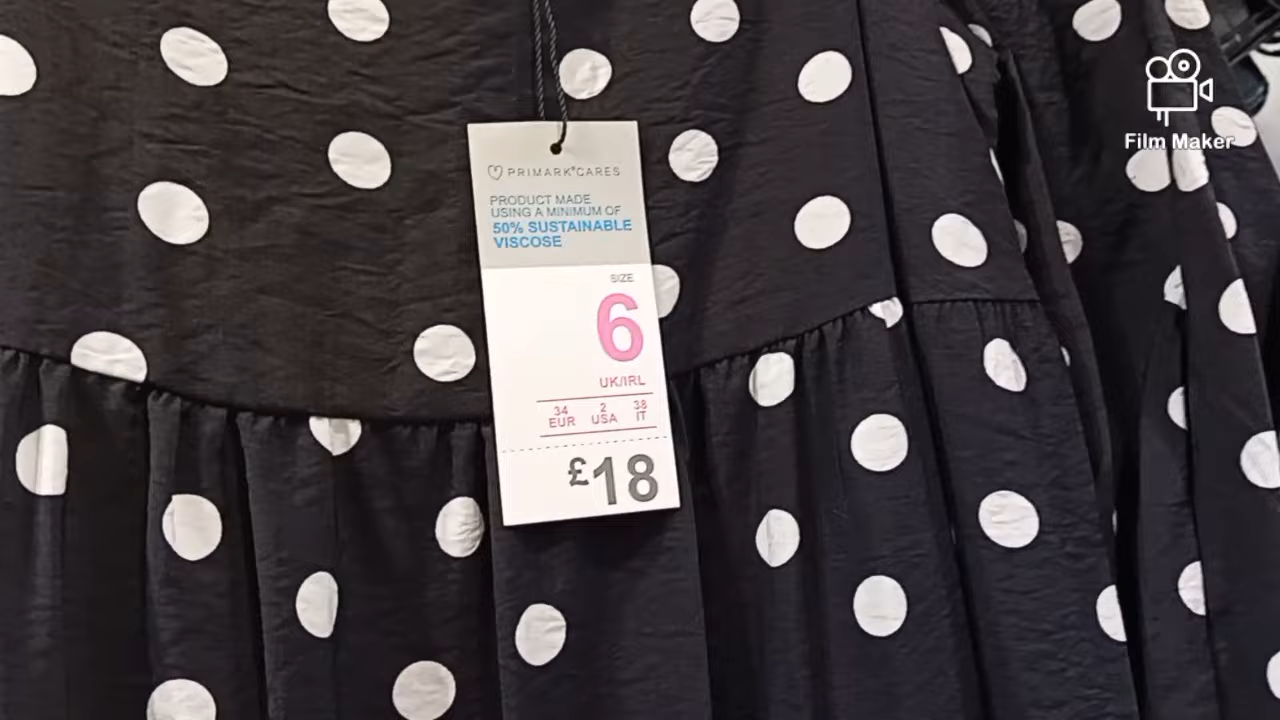 Film Maker
PRIMARK®CARES
PRODUCT MADE
USING A MINIMUM OF
50% SUSTAINABLE
VISCOSE
SIZE
6
UK/IRL
34 2 38
EUR USA IT
£18